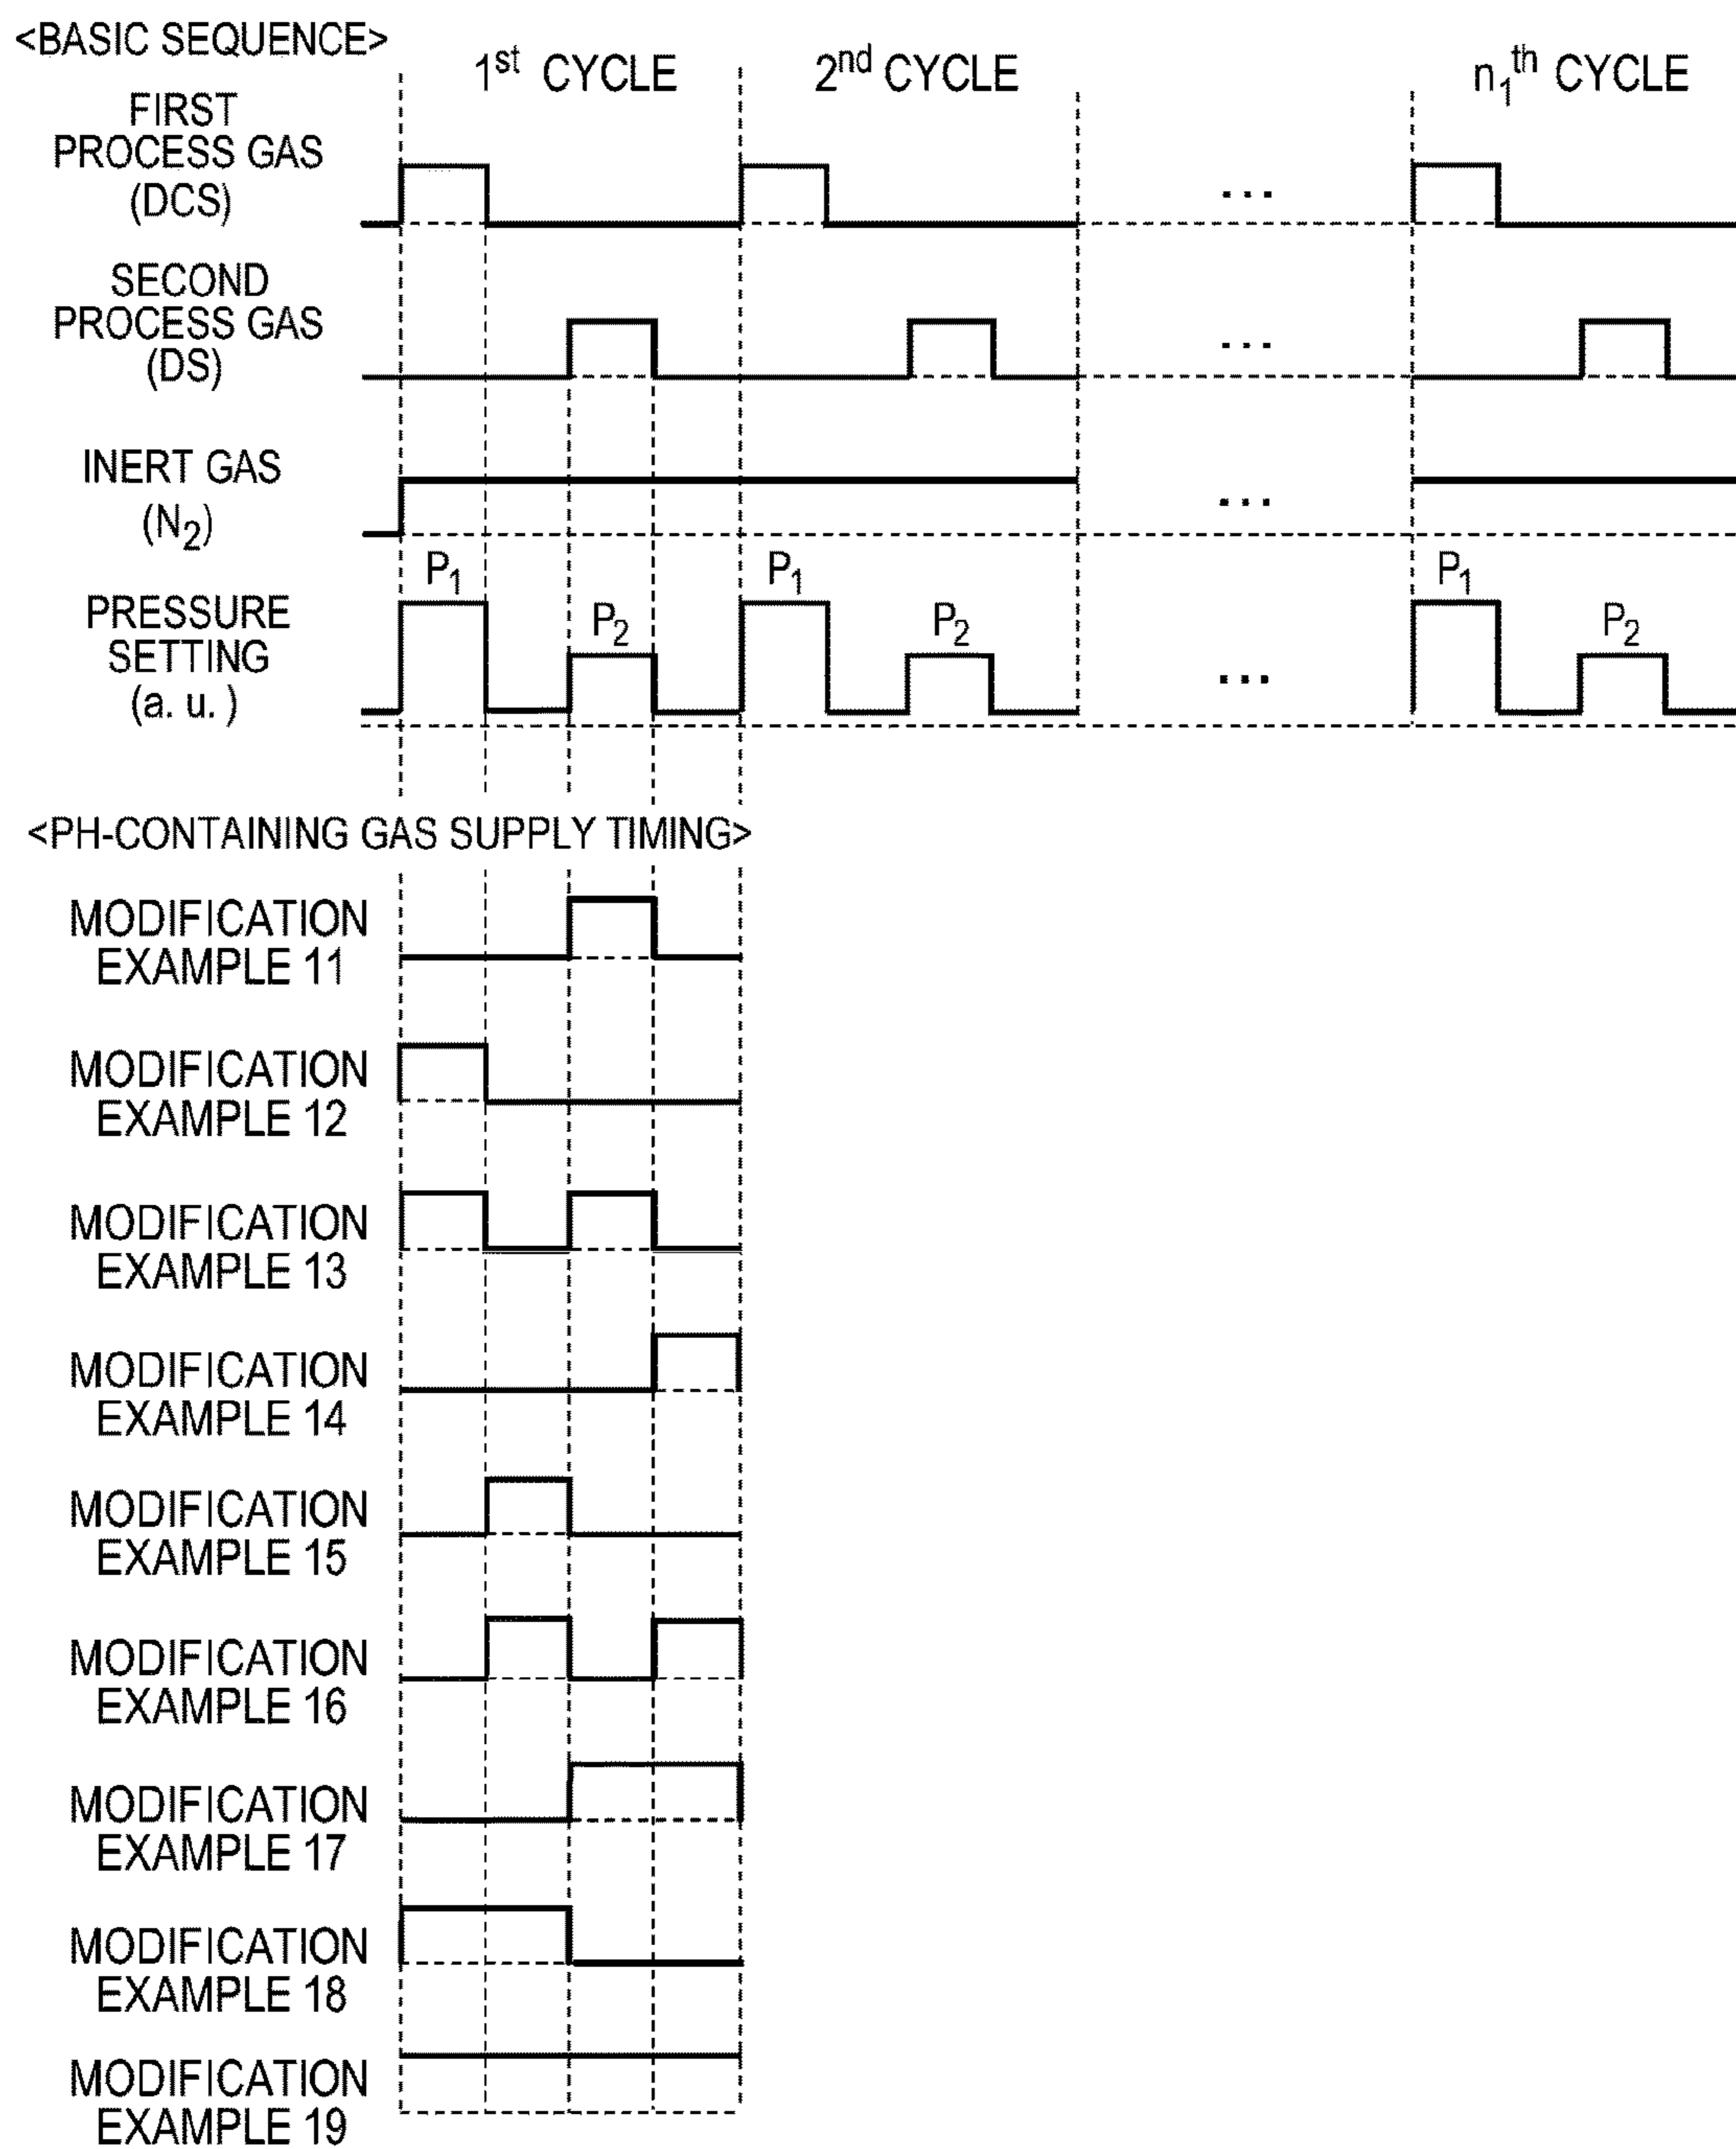 <BASIC SEQUENCE>
1st CYCLE
2nd CYCLE
n1th CYCLE
FIRST
PROCESS GAS
(DCS)
...
SECOND
PROCESS GAS
(DS)
...
INERT GAS
(N2)
...
P1
P2
P1
P2
P1
P2
PRESSURE
SETTING
(a. u.)
...
<PH-CONTAINING GAS SUPPLY TIMING>
MODIFICATION
EXAMPLE 11
MODIFICATION
EXAMPLE 12
MODIFICATION
EXAMPLE 13
MODIFICATION
EXAMPLE 14
MODIFICATION
EXAMPLE 15
MODIFICATION
EXAMPLE 16
MODIFICATION
EXAMPLE 17
MODIFICATION
EXAMPLE 18
MODIFICATION
EXAMPLE 19